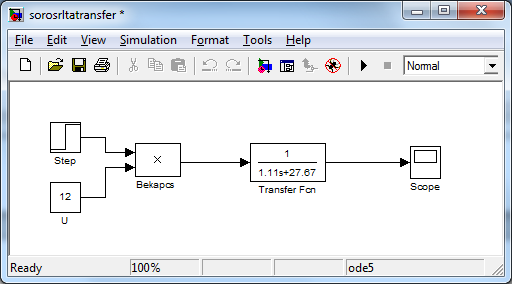 sorosrltatransfer *
File Edit View Simulation Format Tools Help
Normal
Step
12
U
×
Bekapcs
1
1.11s+27.67
Transfer Fcn
Scope
Ready 100% ode5